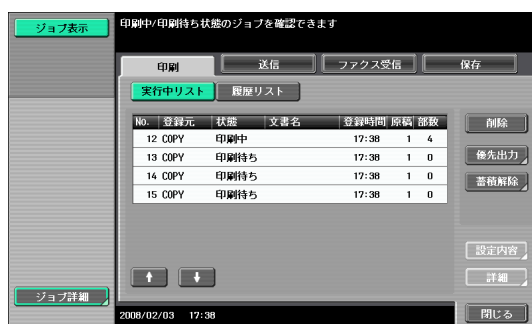 ジョブ表示
印刷中/印刷待ち状態のジョブを確認できます
印刷 送信 ファクス受信 保存
実行中リスト 履歴リスト
No. 登録元 状態 文書名 登録時間 原稿 部数
12 COPY 印刷中 17:38 1 4
13 COPY 印刷待ち 17:38 1 0
14 COPY 印刷待ち 17:38 1 0
15 COPY 印刷待ち 17:38 1 0
削除
優先出力
蓄積解除
設定内容
詳細
ジョブ詳細
2008/02/03 17:38
閉じる